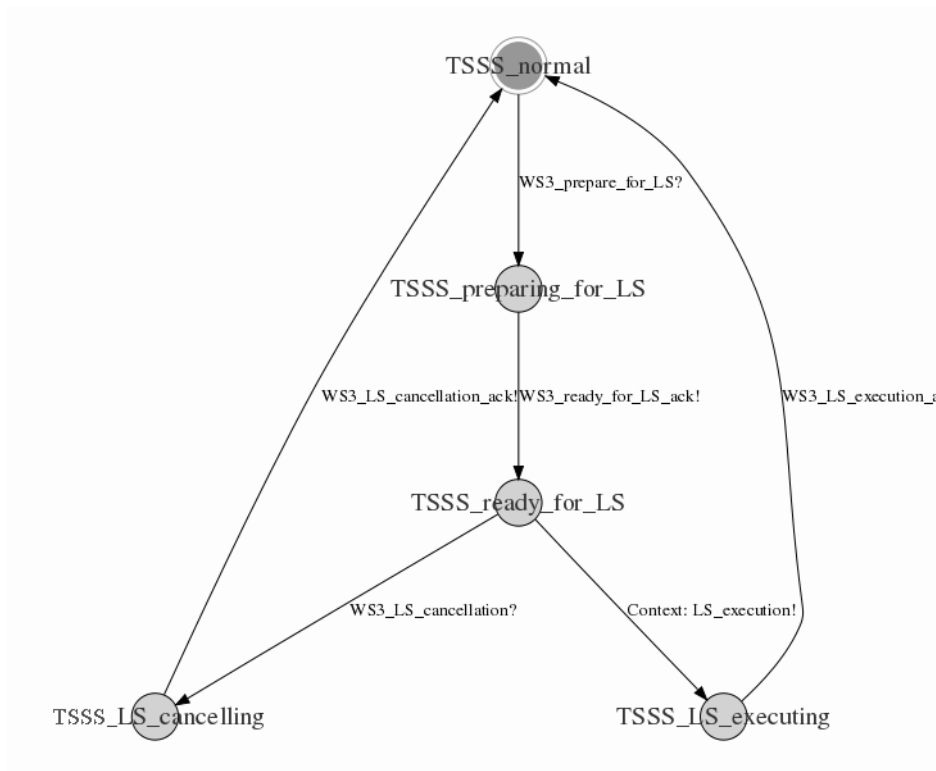 TSSS_normal
WS3_prepare_for_LS?
TSSS_preparing_for_LS
WS3_LS_cancellation_ack!
WS3_ready_for_LS_ack!
WS3_LS_execution_a
TSSS_ready_for_LS
WS3_LS_cancellation?
Context: LS_execution!
TSSS_LS_cancelling
TSSS_LS_executing